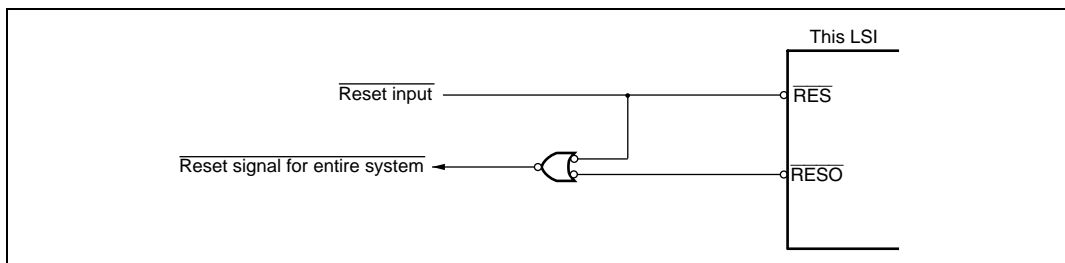 This LSI
Reset input
RES
Reset signal for entire system
RESO